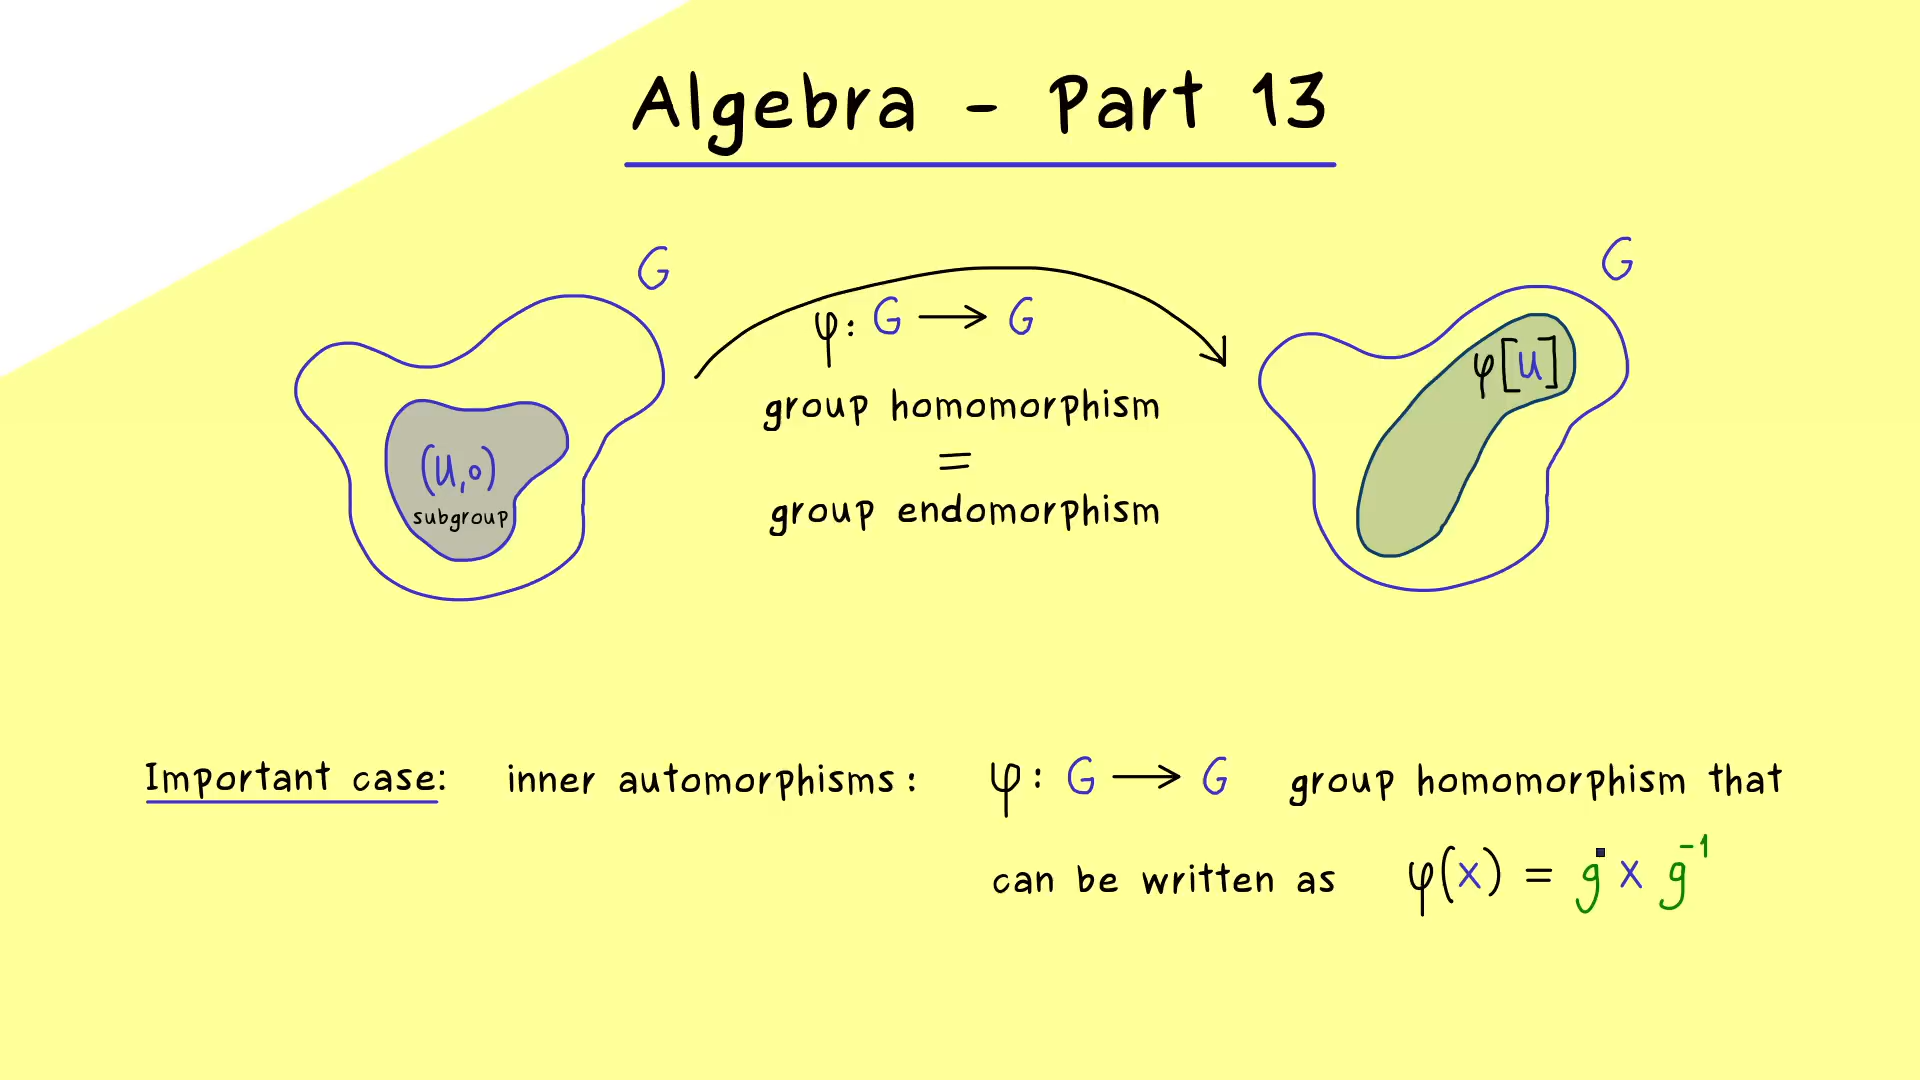 Algebra - Part 13
G
G
φ: G ⟶ G
φ[U]
group homomorphism
(U,∘)
=
subgroup
group endomorphism
Important case: inner automorphisms: φ: G ⟶ G group homomorphism that
can be written as φ(x) = g x g⁻¹